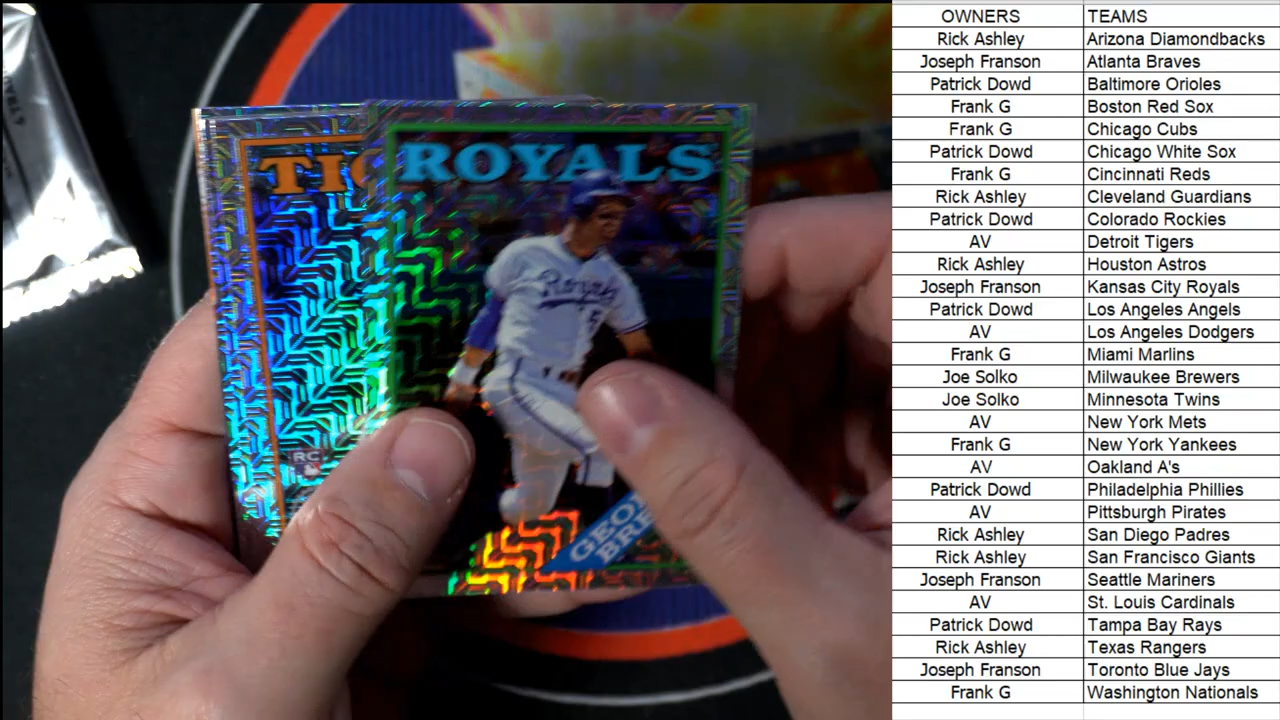 TIG
ROYALS
Royals
5
RC
GEOR
BRE
OWNERS TEAMS
Rick Ashley Arizona Diamondbacks
Joseph Franson Atlanta Braves
Patrick Dowd Baltimore Orioles
Frank G Boston Red Sox
Frank G Chicago Cubs
Patrick Dowd Chicago White Sox
Frank G Cincinnati Reds
Rick Ashley Cleveland Guardians
Patrick Dowd Colorado Rockies
AV Detroit Tigers
Rick Ashley Houston Astros
Joseph Franson Kansas City Royals
Patrick Dowd Los Angeles Angels
AV Los Angeles Dodgers
Frank G Miami Marlins
Joe Solko Milwaukee Brewers
Joe Solko Minnesota Twins
AV New York Mets
Frank G New York Yankees
AV Oakland A's
Patrick Dowd Philadelphia Phillies
AV Pittsburgh Pirates
Rick Ashley San Diego Padres
Rick Ashley San Francisco Giants
Joseph Franson Seattle Mariners
AV St. Louis Cardinals
Patrick Dowd Tampa Bay Rays
Rick Ashley Texas Rangers
Joseph Franson Toronto Blue Jays
Frank G Washington Nationals